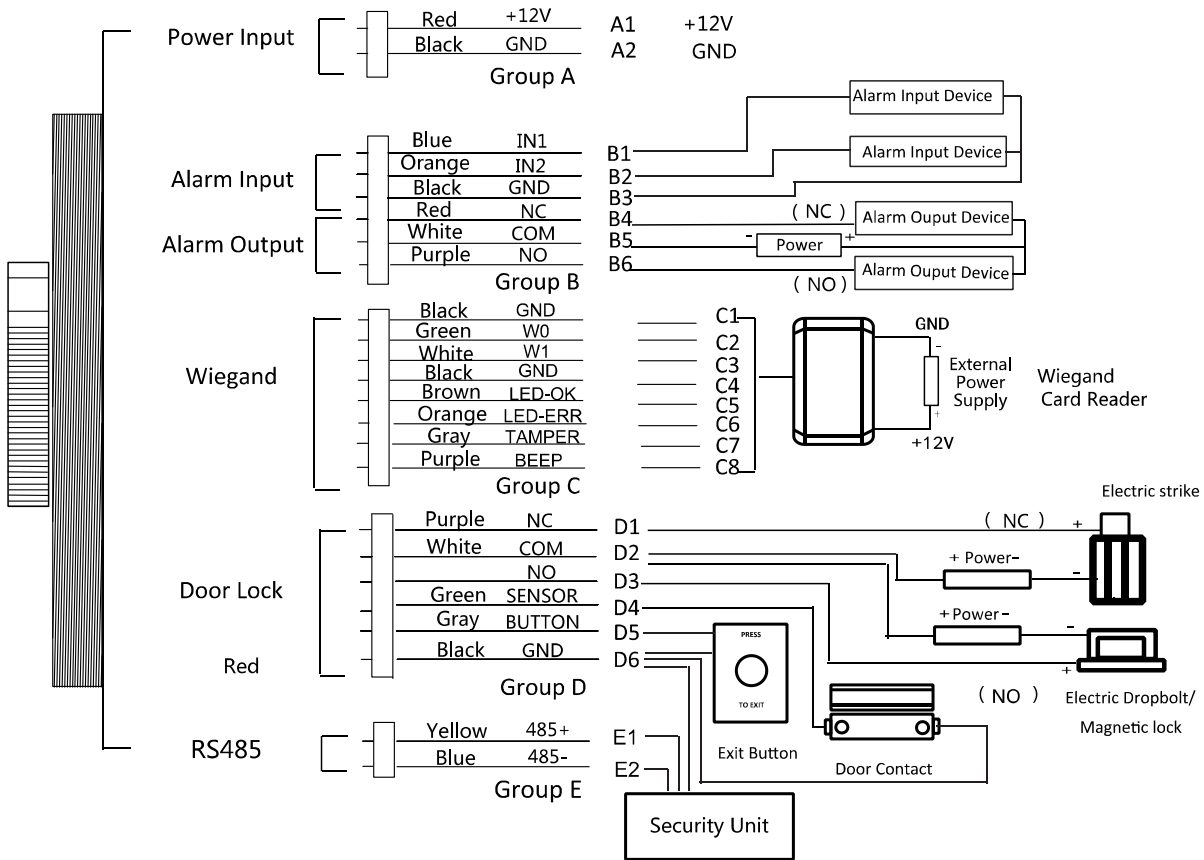 Power Input
Red +12V
Black GND
Group A
A1 +12V
A2 GND
Alarm Input
Alarm Output
Blue IN1
Orange IN2
Black GND
Red NC
White COM
Purple NO
Group B
B1
B2
B3
B4
B5
B6
Alarm Input Device
Alarm Input Device
( NC )
Alarm Ouput Device
- Power +
Alarm Ouput Device
( NO )
Wiegand
Black GND
Green W0
White W1
Black GND
Brown LED-OK
Orange LED-ERR
Gray TAMPER
Purple BEEP
Group C
C1
C2
C3
C4
C5
C6
C7
C8
GND
-
External
Power
Supply
+
+12V
Wiegand
Card Reader
Door Lock
Red
Purple NC
White COM
NO
Green SENSOR
Gray BUTTON
Black GND
Group D
D1
D2
D3
D4
D5
D6
Electric strike
( NC ) +
+ Power- -
+Power- -
+
( NO )
Electric Dropbolt/
Magnetic lock
PRESS
TO EXIT
Exit Button
Door Contact
RS485
Yellow 485+
Blue 485-
Group E
E1
E2
Security Unit